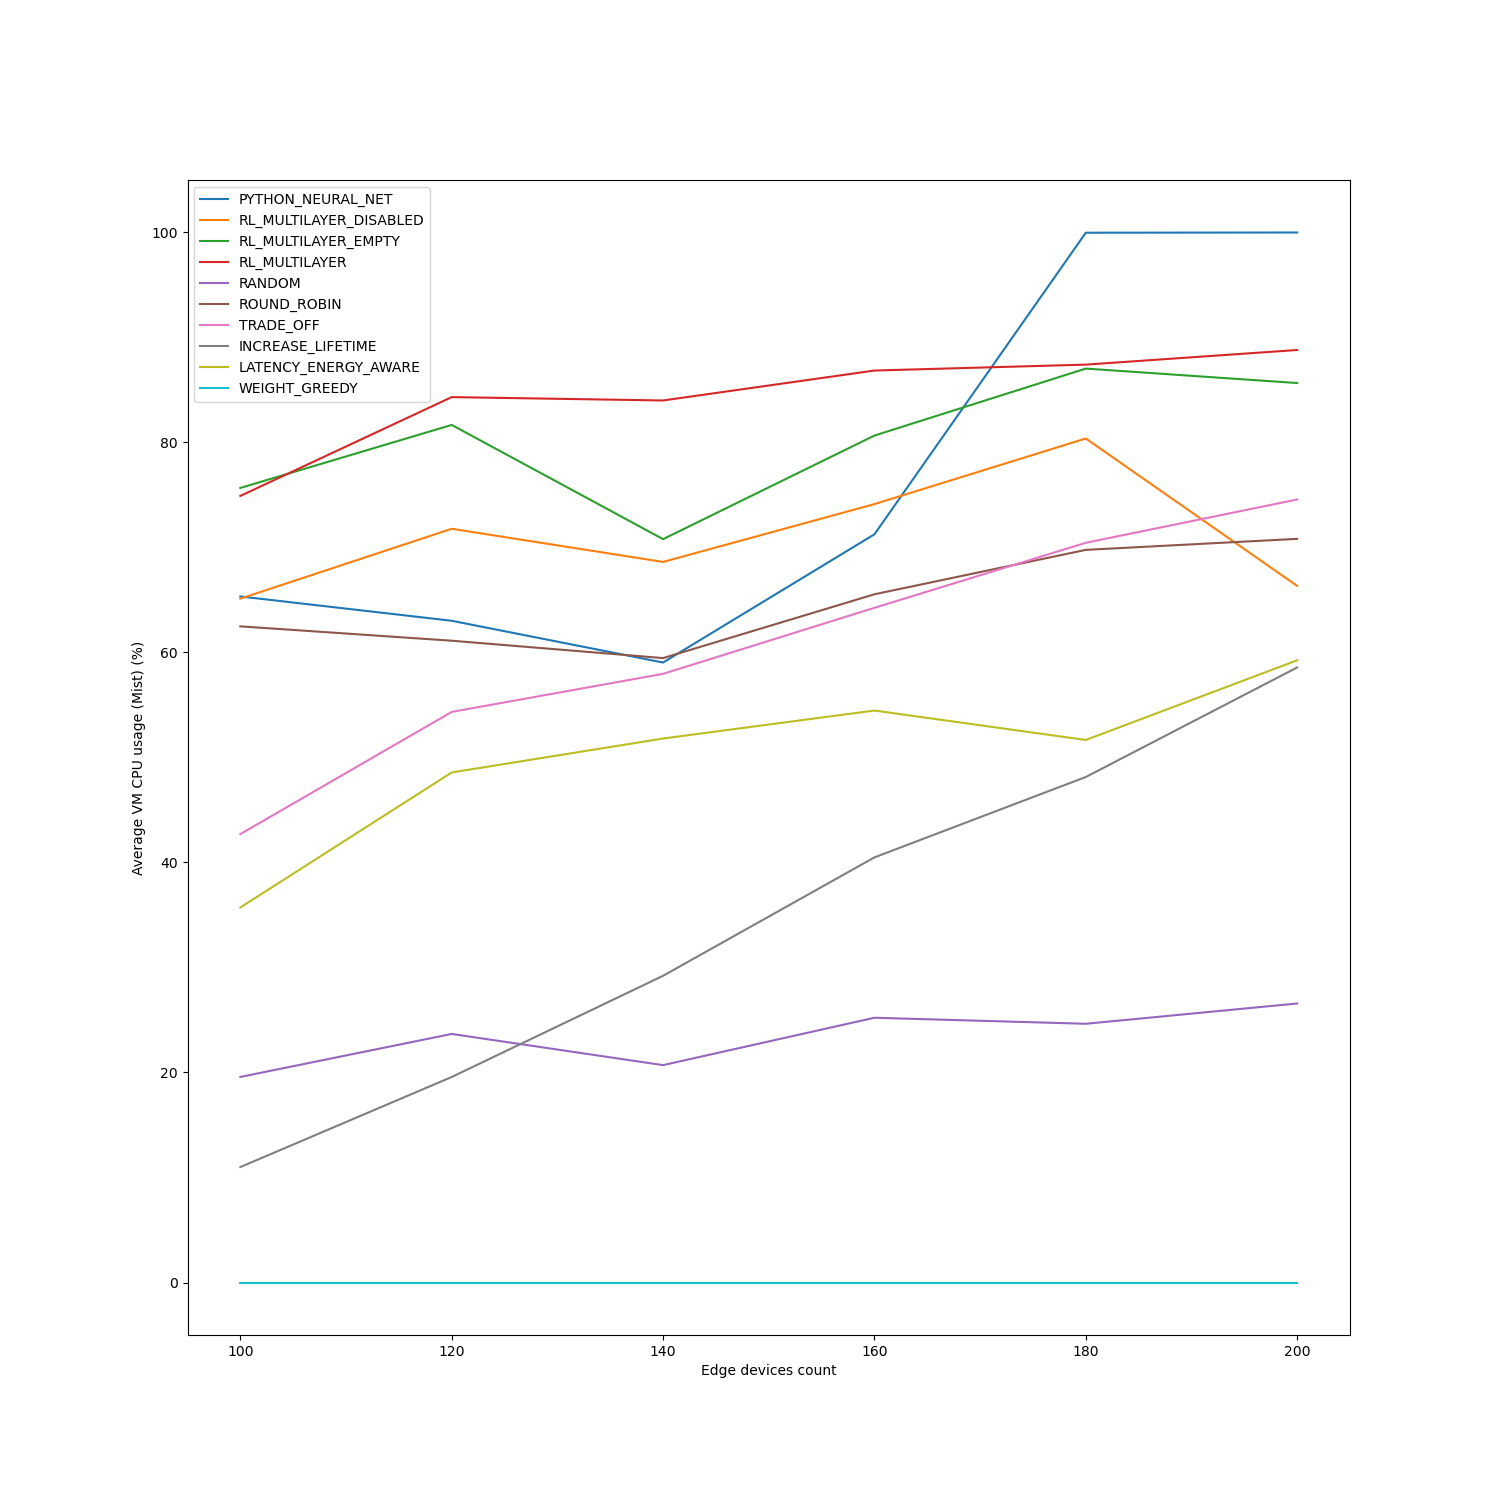 PYTHON_NEURAL_NET
RL_MULTILAYER_DISABLED
RL_MULTILAYER_EMPTY
RL_MULTILAYER
RANDOM
ROUND_ROBIN
TRADE_OFF
INCREASE_LIFETIME
LATENCY_ENERGY_AWARE
WEIGHT_GREEDY
100
80
60
40
20
0
Average VM CPU usage (Mist) (%)
100 120 140 160 180 200
Edge devices count